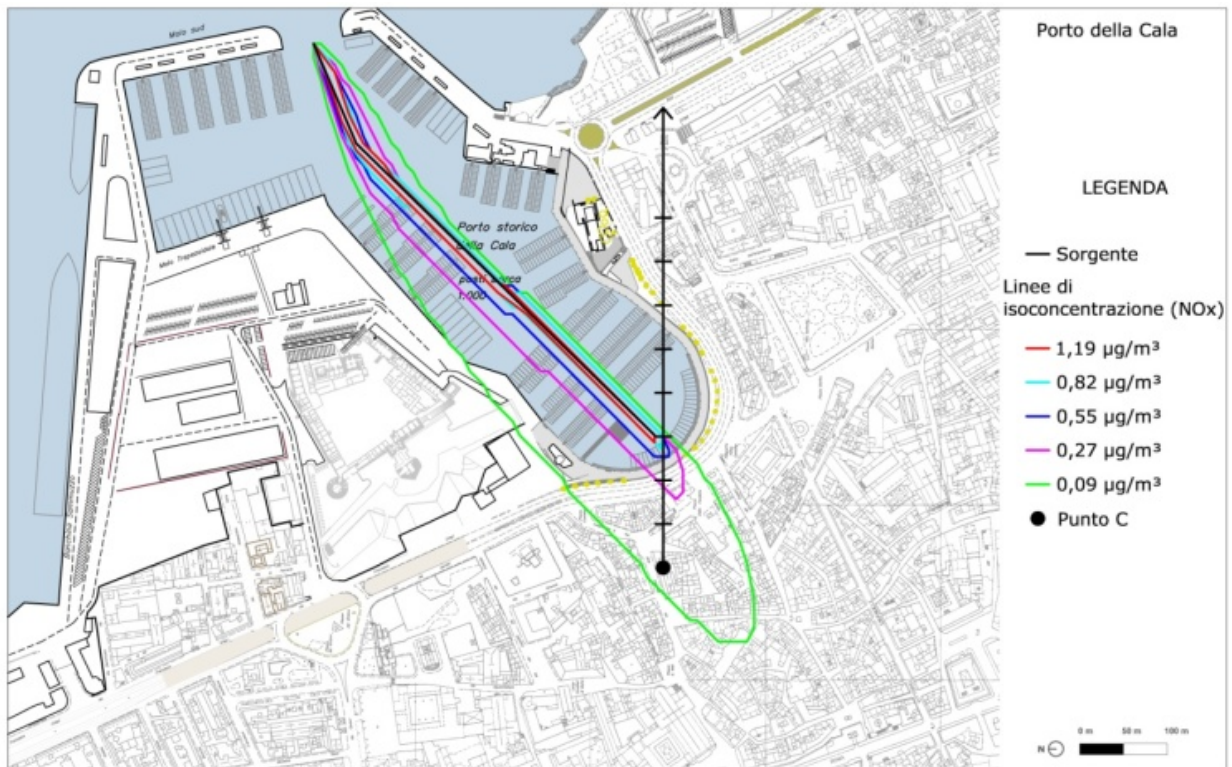 Porto della Cala
Molo Sud
LEGENDA
Porto storico
della Cala
posti barca
1.000
Molo Trapezoidale
Sorgente
Linee di
isoconcentrazione (NOx)
1,19 µg/m³
0,82 µg/m³
0,55 µg/m³
0,27 µg/m³
0,09 µg/m³
Punto C
0 m 50 m 100 m
N